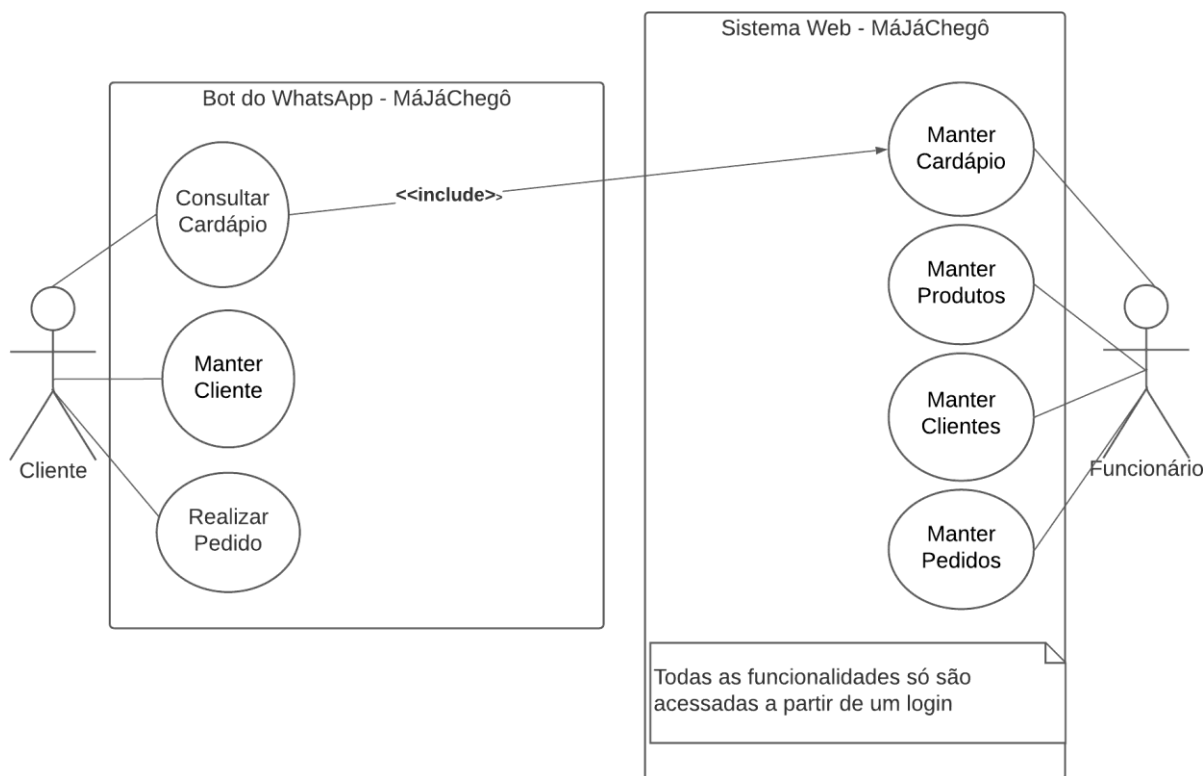 Sistema Web - MáJáChegô
Bot do WhatsApp - MáJáChegô
Consultar
Cardápio
<<include>>
Manter
Cardápio
Manter
Produtos
Manter
Cliente
Manter
Clientes
Cliente
Funcionário
Realizar
Pedido
Manter
Pedidos
Todas as funcionalidades só são
acessadas a partir de um login